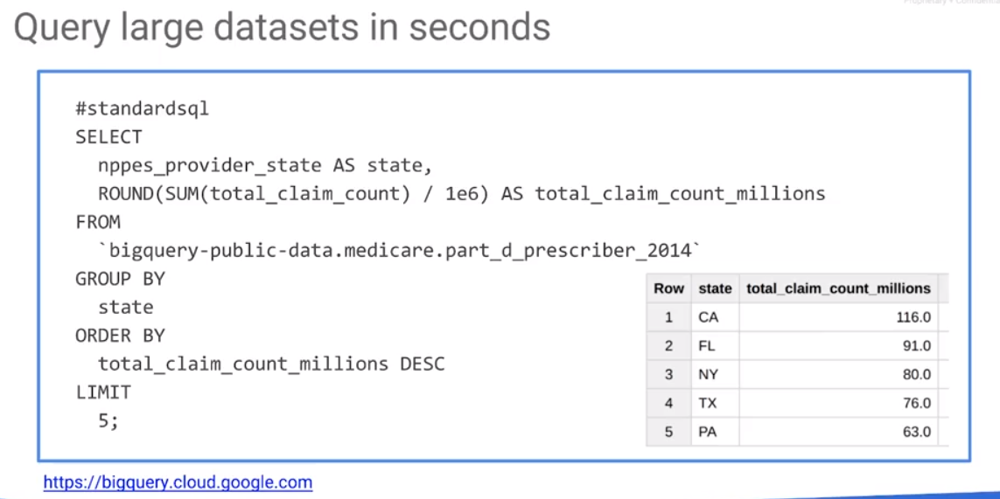 Proprietary + Confidential
Query large datasets in seconds
#standardsql
SELECT
nppes_provider_state AS state,
ROUND(SUM(total_claim_count) / 1e6) AS total_claim_count_millions
FROM
`bigquery-public-data.medicare.part_d_prescriber_2014`
GROUP BY
state
ORDER BY
total_claim_count_millions DESC
LIMIT
5;
Row state total_claim_count_millions
1 CA 116.0
2 FL 91.0
3 NY 80.0
4 TX 76.0
5 PA 63.0
https://bigquery.cloud.google.com